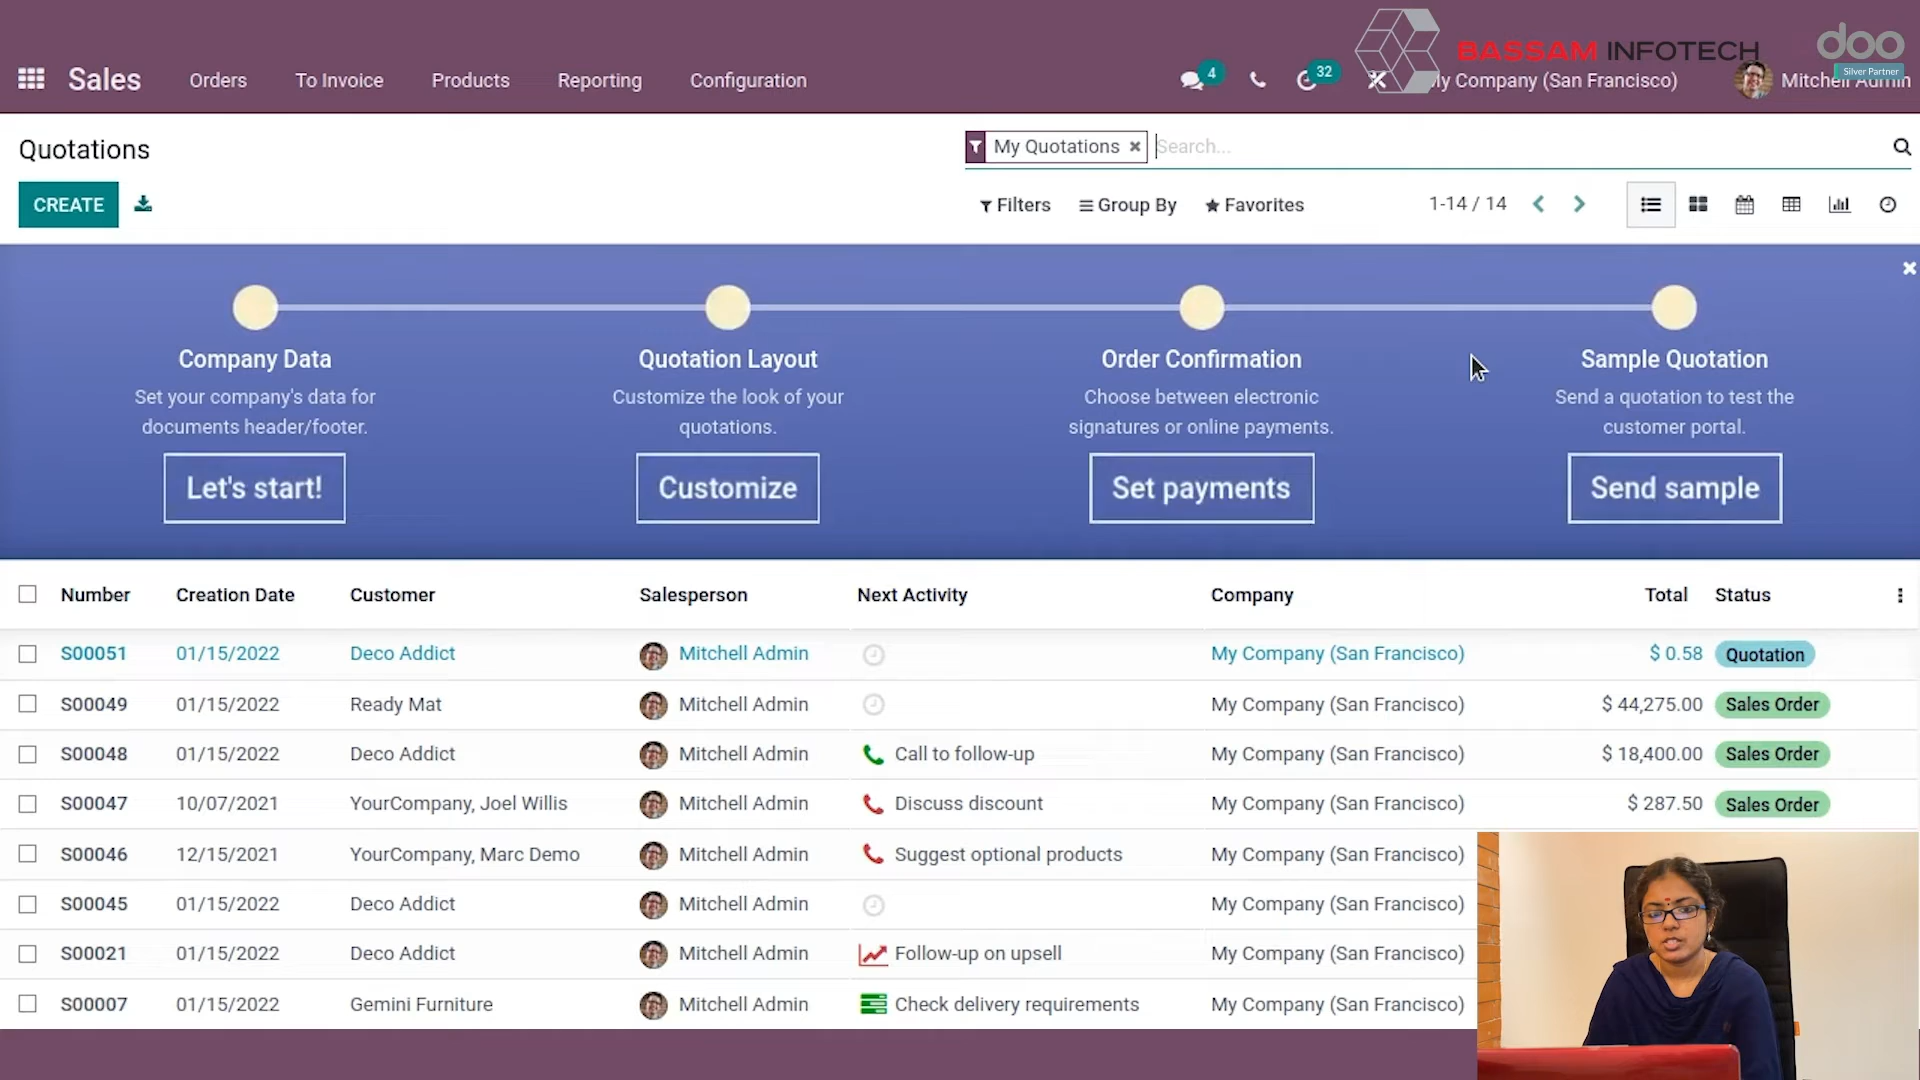 BASSAM INFOTECH
doo
Silver Partner
Sales
Orders
To Invoice
Products
Reporting
Configuration
4
32
y Company (San Francisco)
Mitchell Admin
Quotations
My Quotations
Search...
CREATE
Filters
Group By
Favorites
1-14 / 14
Company Data
Set your company's data for
documents header/footer.
Let's start!
Quotation Layout
Customize the look of your
quotations.
Customize
Order Confirmation
Choose between electronic
signatures or online payments.
Set payments
Sample Quotation
Send a quotation to test the
customer portal.
Send sample
Number Creation Date Customer Salesperson Next Activity Company Total Status
S00051 01/15/2022 Deco Addict Mitchell Admin My Company (San Francisco) $ 0.58 Quotation
S00049 01/15/2022 Ready Mat Mitchell Admin My Company (San Francisco) $ 44,275.00 Sales Order
S00048 01/15/2022 Deco Addict Mitchell Admin Call to follow-up My Company (San Francisco) $ 18,400.00 Sales Order
S00047 10/07/2021 YourCompany, Joel Willis Mitchell Admin Discuss discount My Company (San Francisco) $ 287.50 Sales Order
S00046 12/15/2021 YourCompany, Marc Demo Mitchell Admin Suggest optional products My Company (San Francisco)
S00045 01/15/2022 Deco Addict Mitchell Admin My Company (San Francisco)
S00021 01/15/2022 Deco Addict Mitchell Admin Follow-up on upsell My Company (San Francisco)
S00007 01/15/2022 Gemini Furniture Mitchell Admin Check delivery requirements My Company (San Francisco)